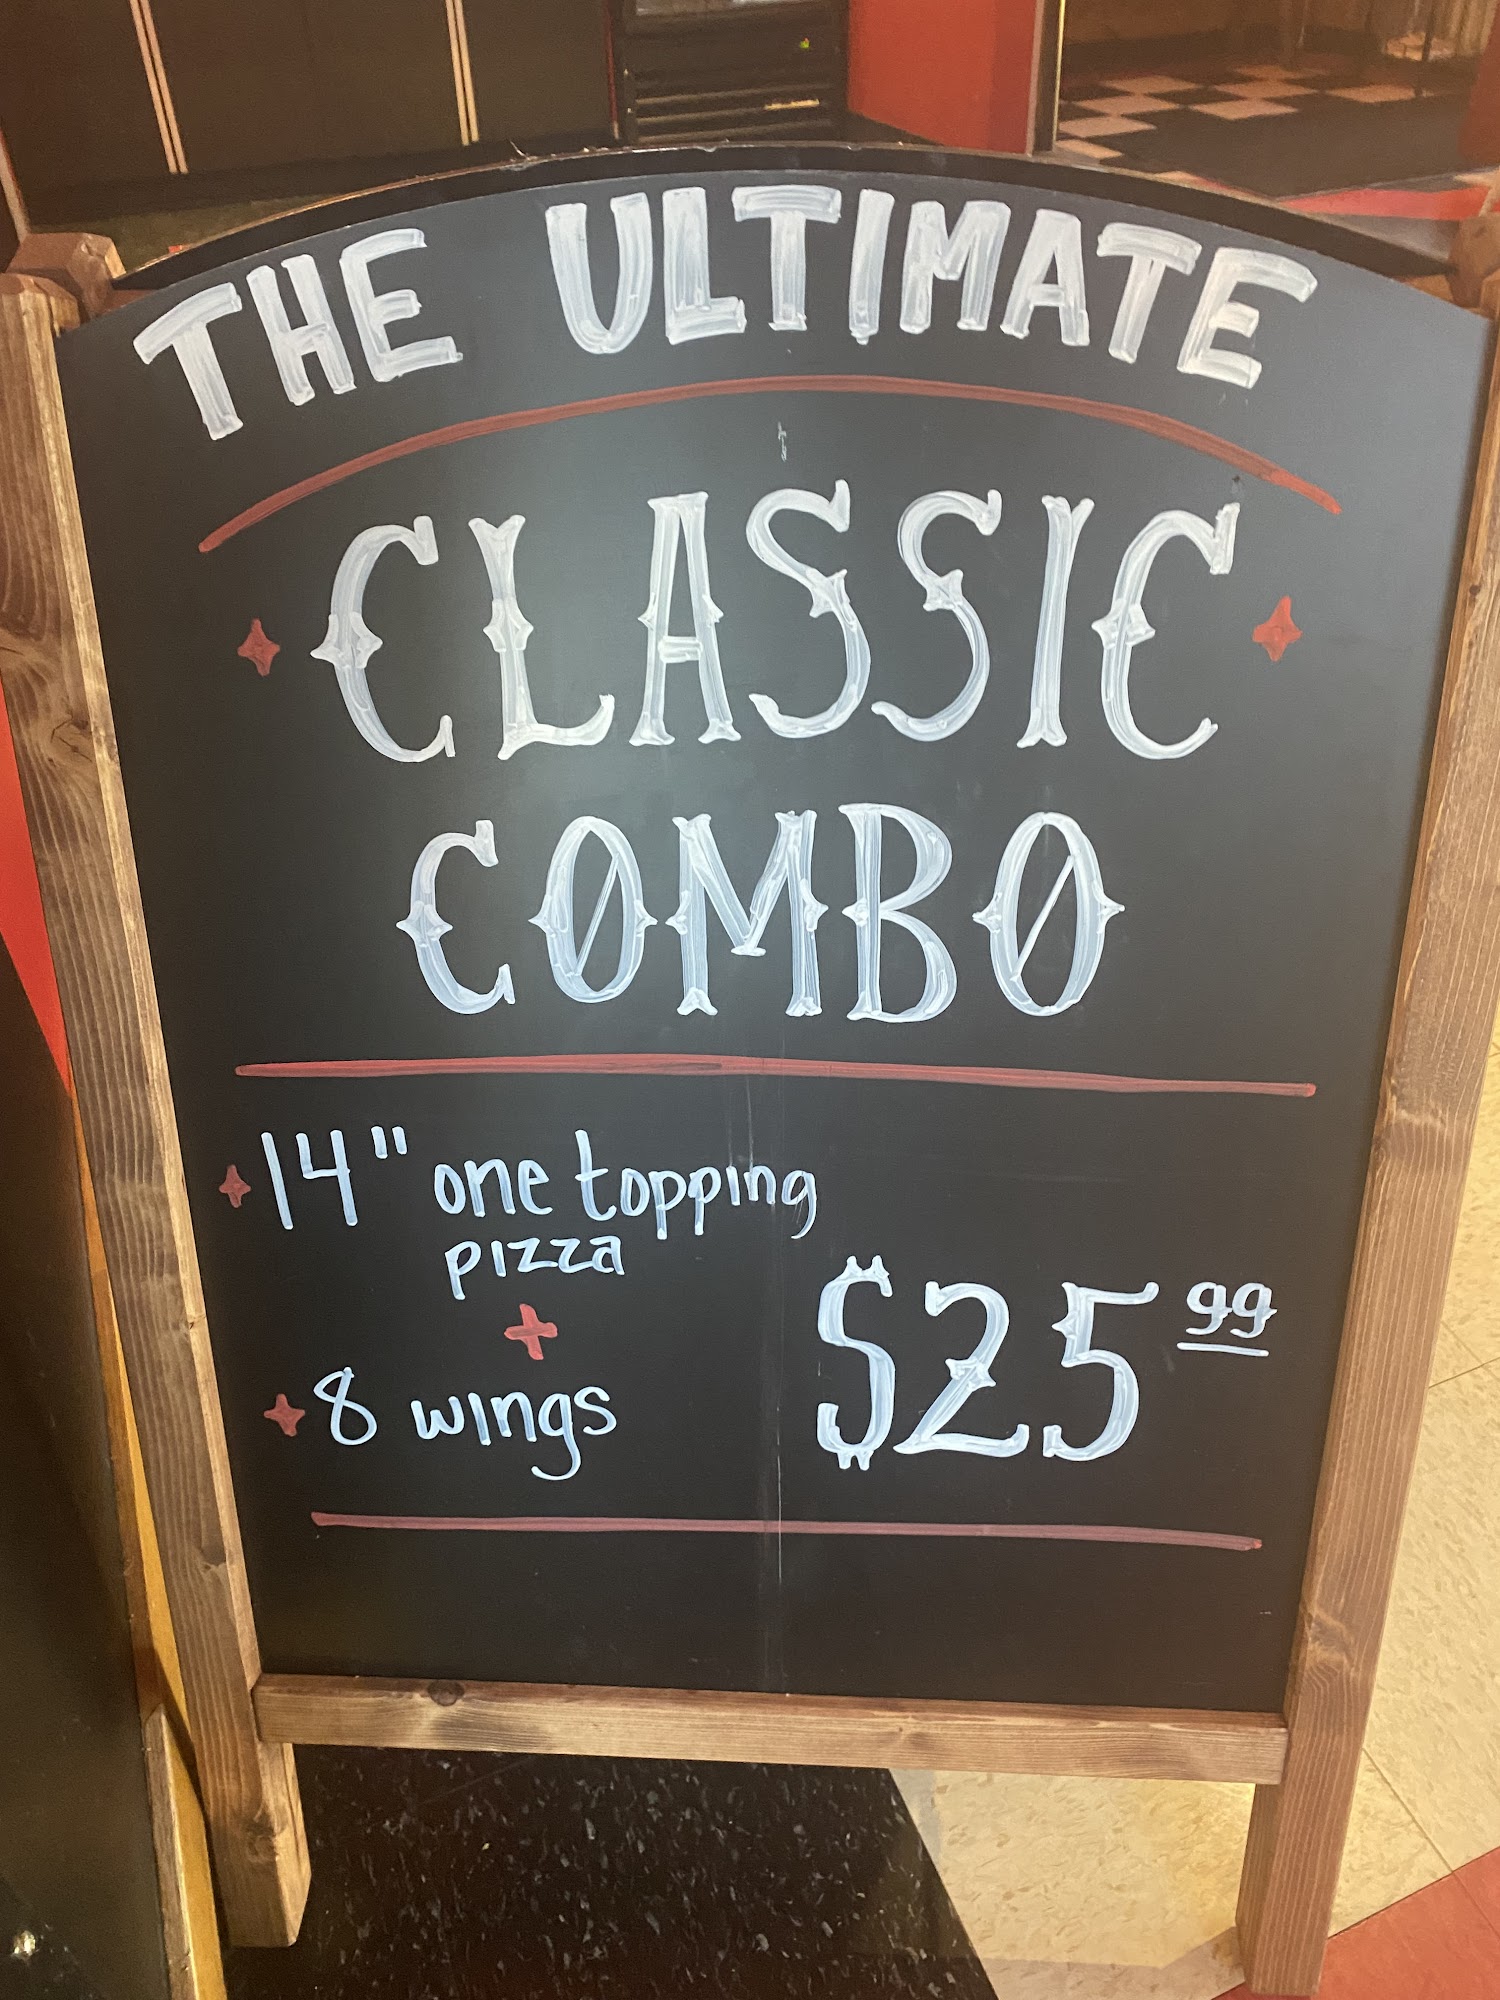 THE ULTIMATE
CLASSIC
COMBO
14" one topping
pizza
+
8 wings
$25.99